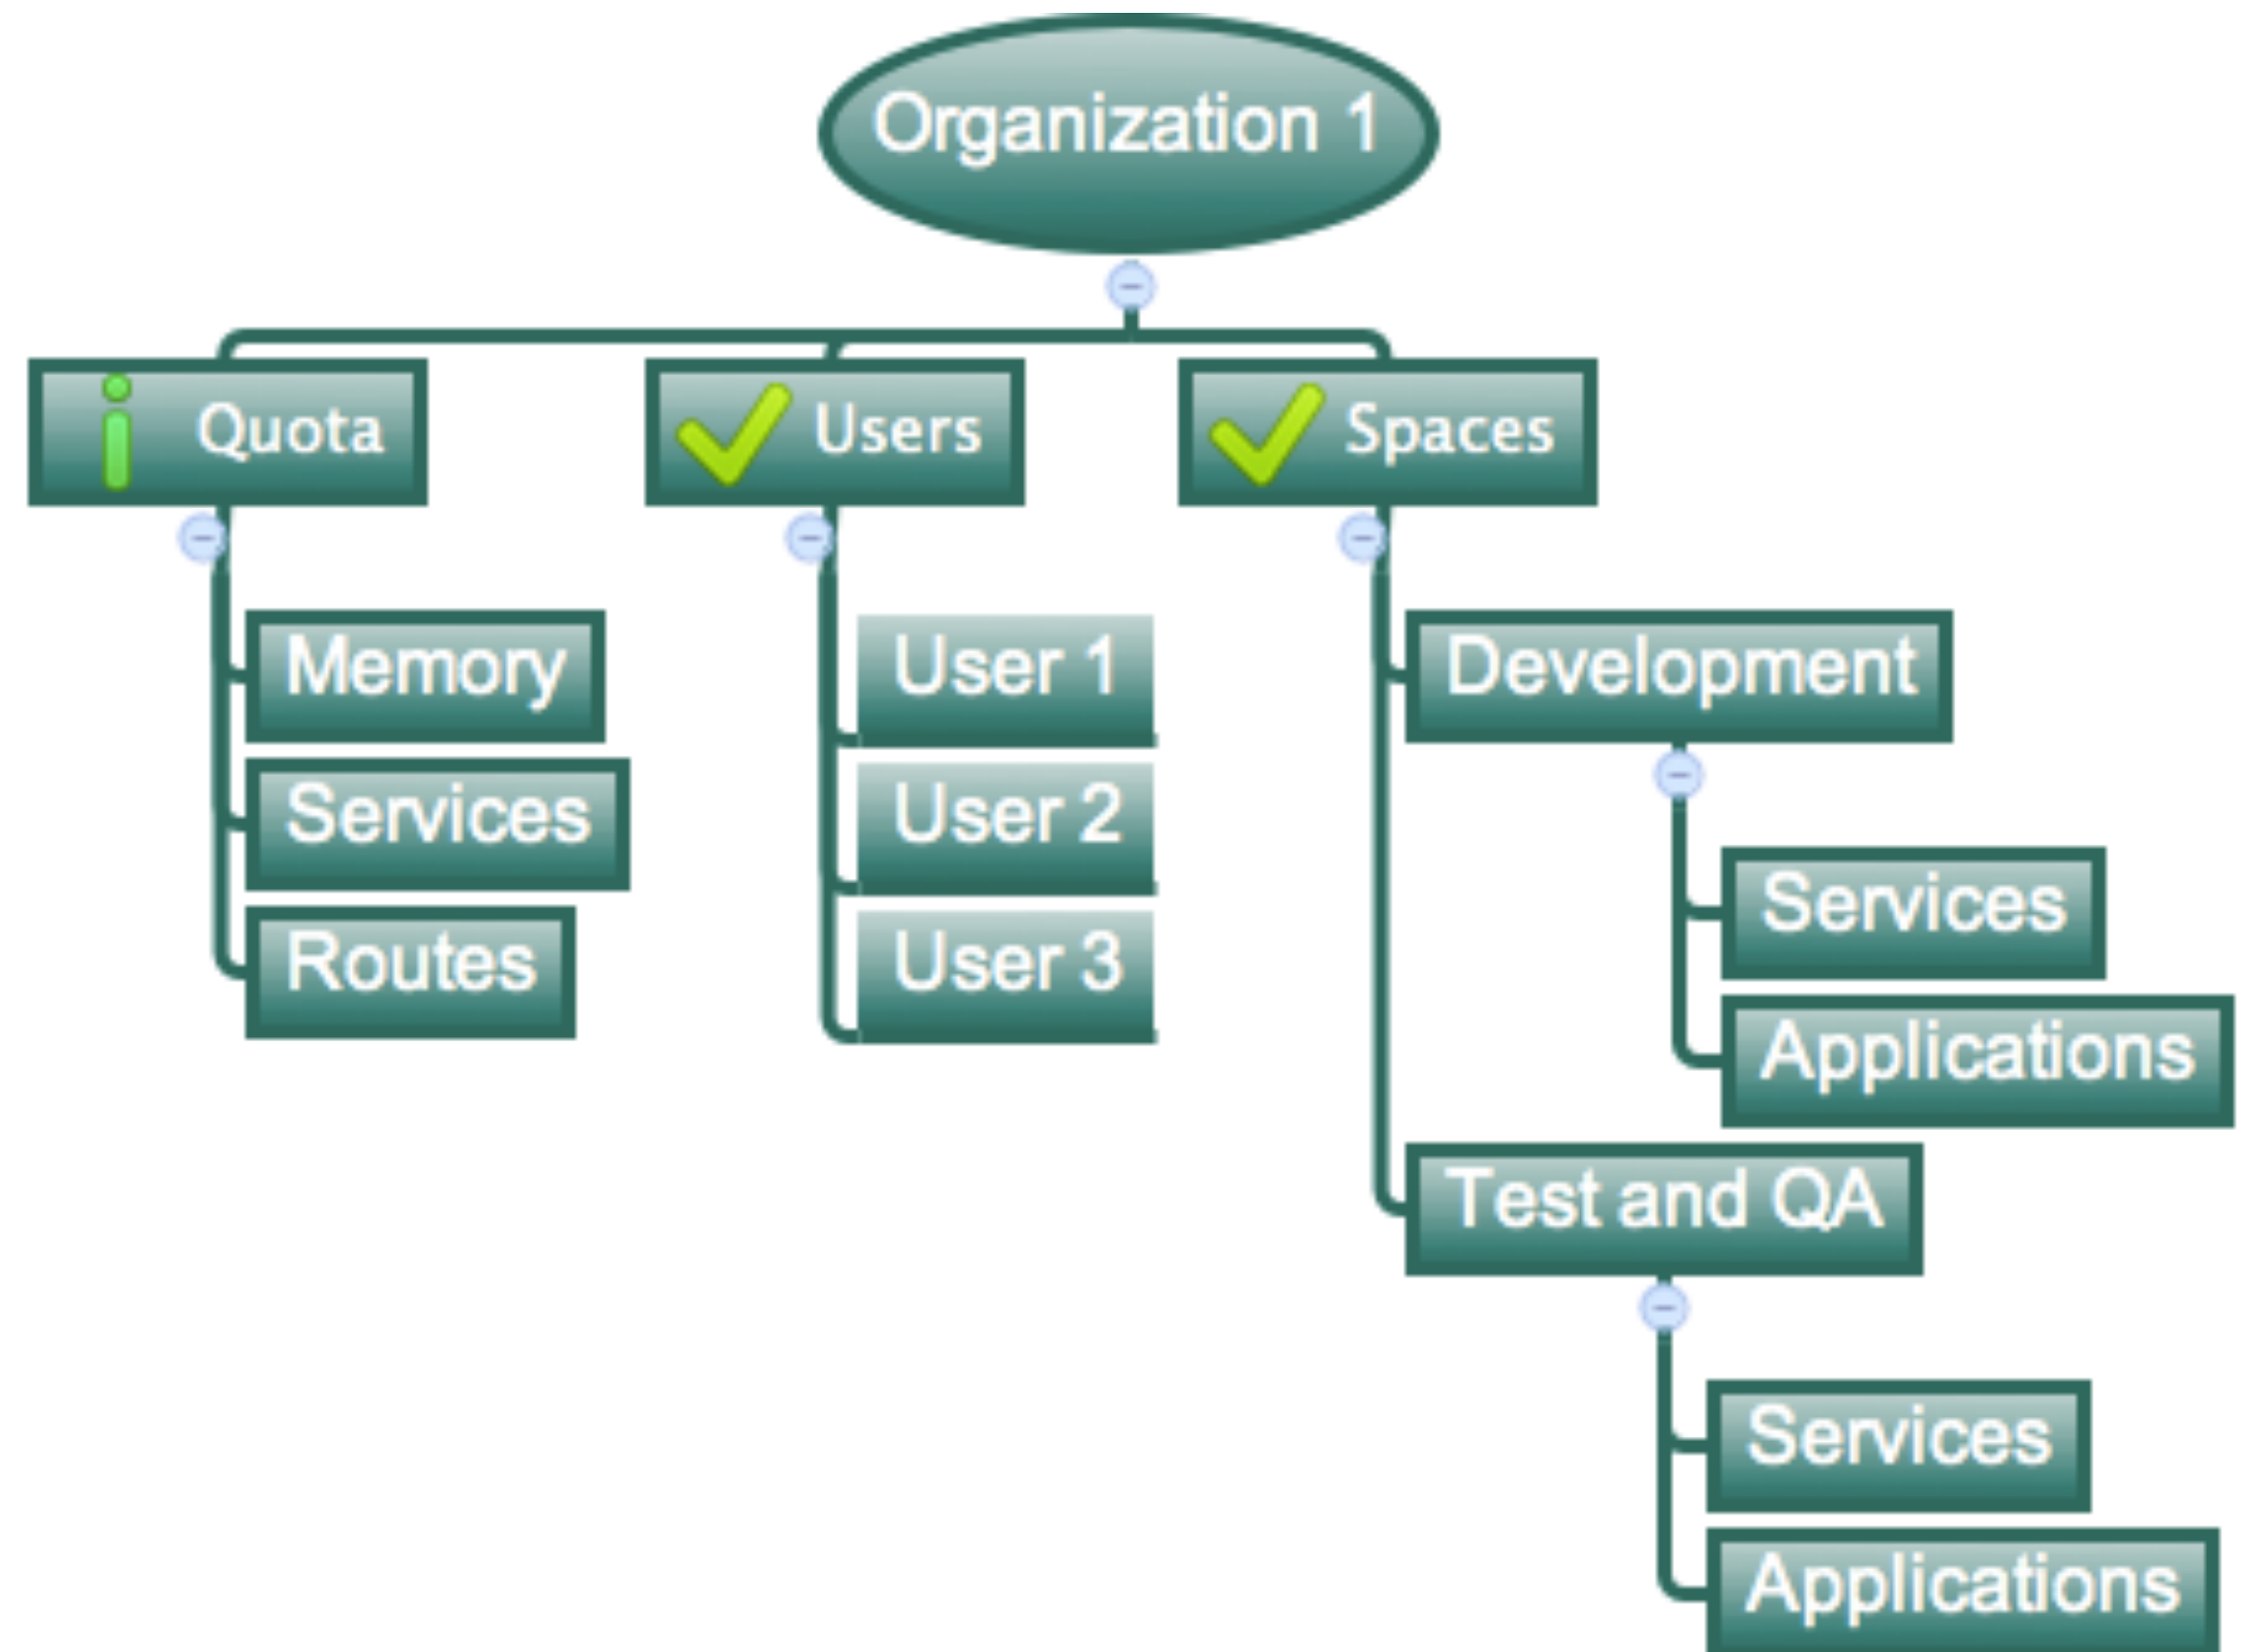 Organization 1
Quota
Users
Spaces
Memory
Services
Routes
User 1
User 2
User 3
Development
Services
Applications
Test and QA
Services
Applications